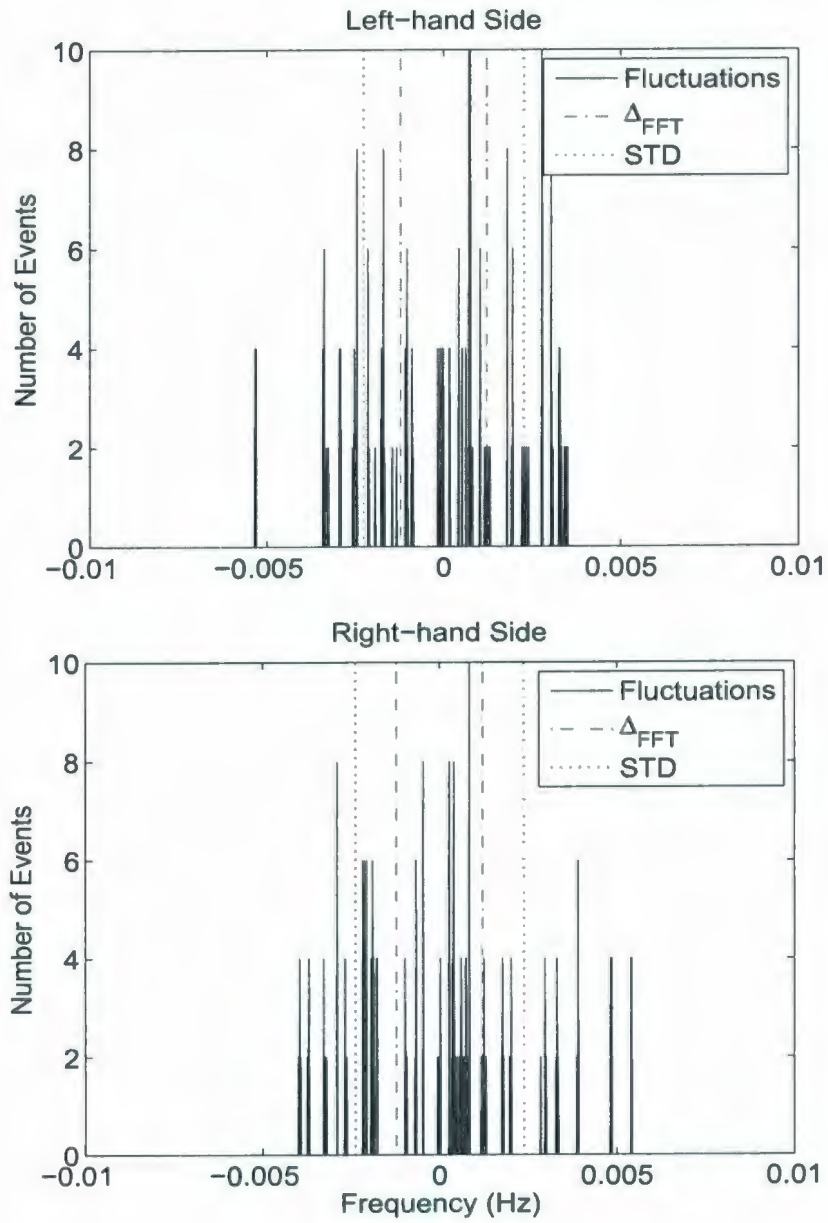 Left−hand Side
10
8
6
4
2
0
Number of Events
−0.01
−0.005
0
0.005
0.01
Fluctuations
Δ_FFT
STD
Right−hand Side
10
8
6
4
2
0
Number of Events
−0.01
−0.005
0
0.005
0.01
Frequency (Hz)
Fluctuations
Δ_FFT
STD